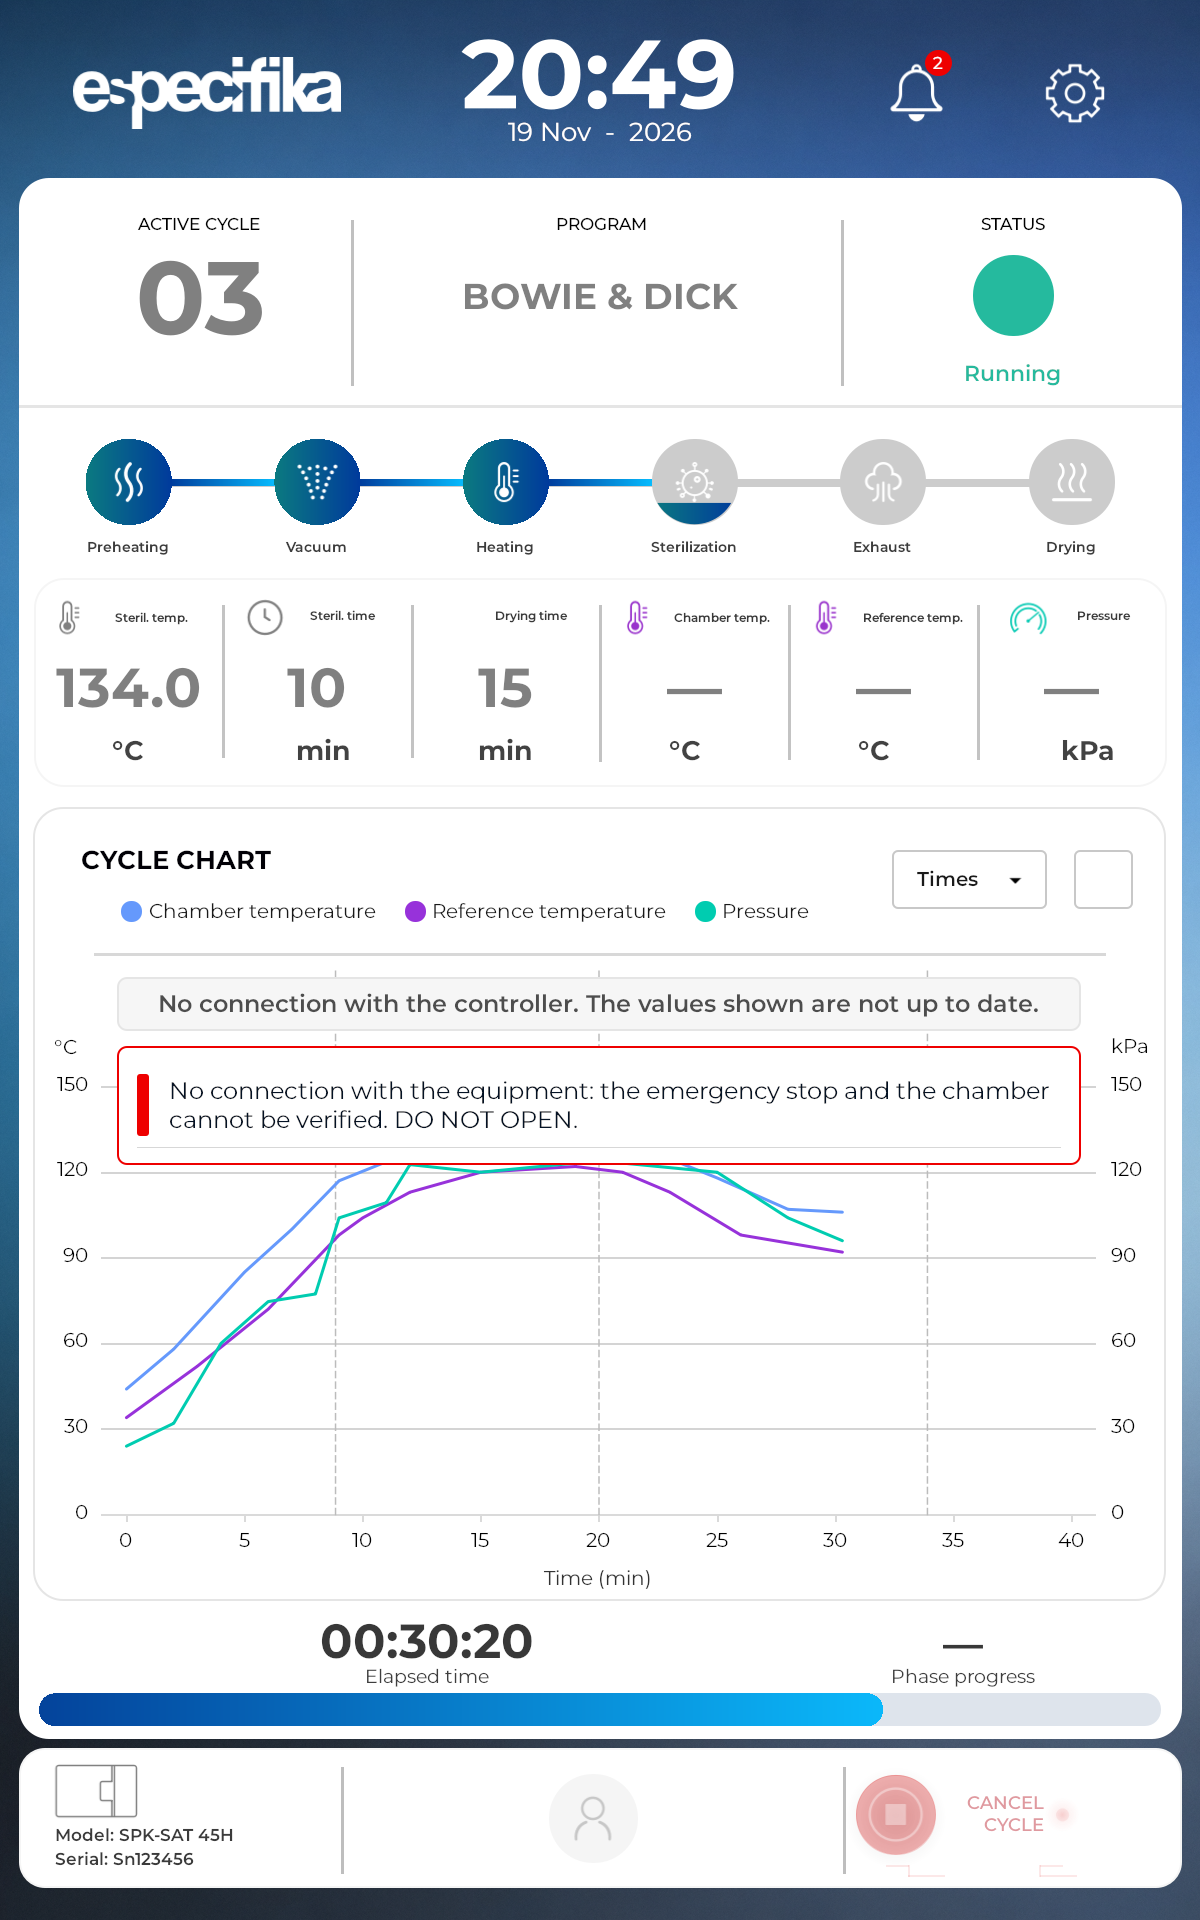 especifika
20:49
19 Nov - 2026
2
ACTIVE CYCLE
03
PROGRAM
BOWIE & DICK
STATUS
Running
Preheating
Vacuum
Heating
Sterilization
Exhaust
Drying
Steril. temp.
134.0
°C
Steril. time
10
min
Drying time
15
min
Chamber temp.
—
°C
Reference temp.
—
°C
Pressure
—
kPa
CYCLE CHART
Times
Chamber temperature
Reference temperature
Pressure
No connection with the controller. The values shown are not up to date.
No connection with the equipment: the emergency stop and the chamber
cannot be verified. DO NOT OPEN.
°C
150
120
90
60
30
0
kPa
150
120
90
60
30
0
0 5 10 15 20 25 30 35 40
Time (min)
00:30:20
Elapsed time
—
Phase progress
Model: SPK-SAT 45H
Serial: Sn123456
CANCEL
CYCLE